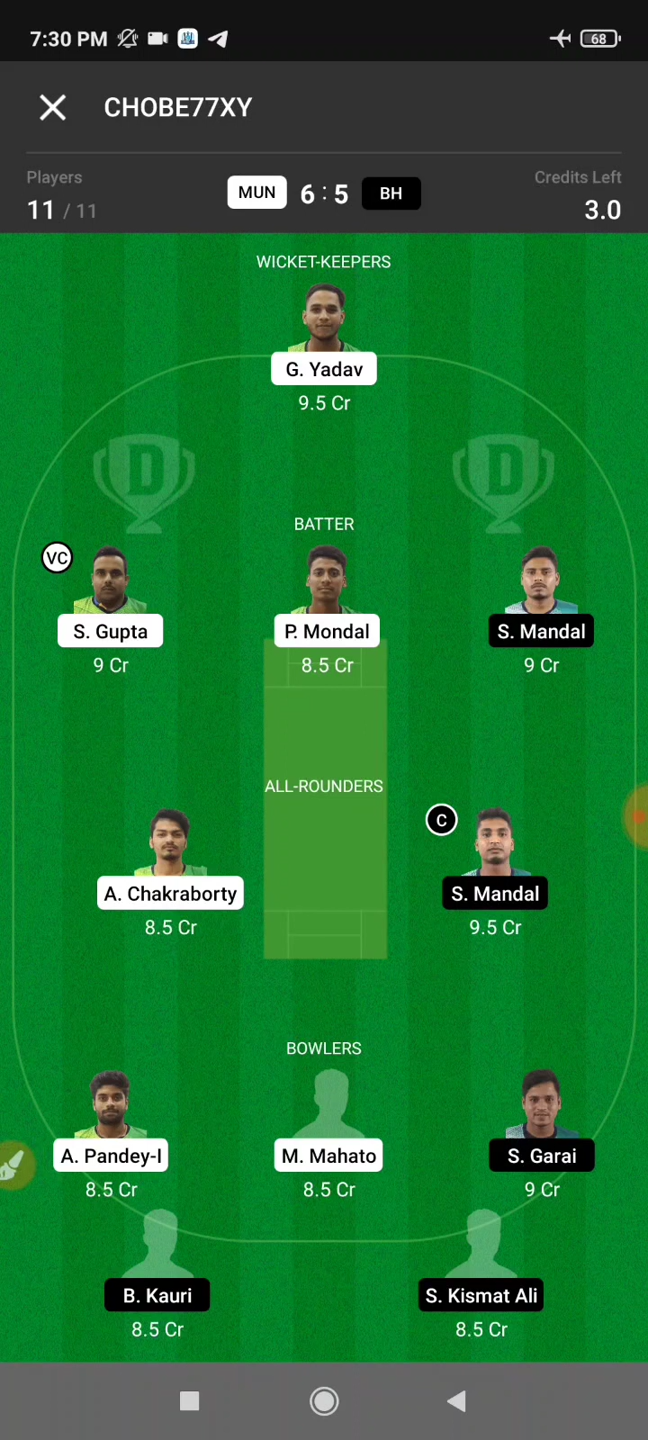 7:30 PM 68
CHOBE77XY
Players Credits Left
11 / 11 MUN 6 : 5 BH 3.0
WICKET-KEEPERS
G. Yadav
9.5 Cr
D D
BATTER
VC
S. Gupta P. Mondal S. Mandal
9 Cr 8.5 Cr 9 Cr
ALL-ROUNDERS
C
A. Chakraborty S. Mandal
8.5 Cr 9.5 Cr
BOWLERS
A. Pandey-I M. Mahato S. Garai
8.5 Cr 8.5 Cr 9 Cr
B. Kauri S. Kismat Ali
8.5 Cr 8.5 Cr